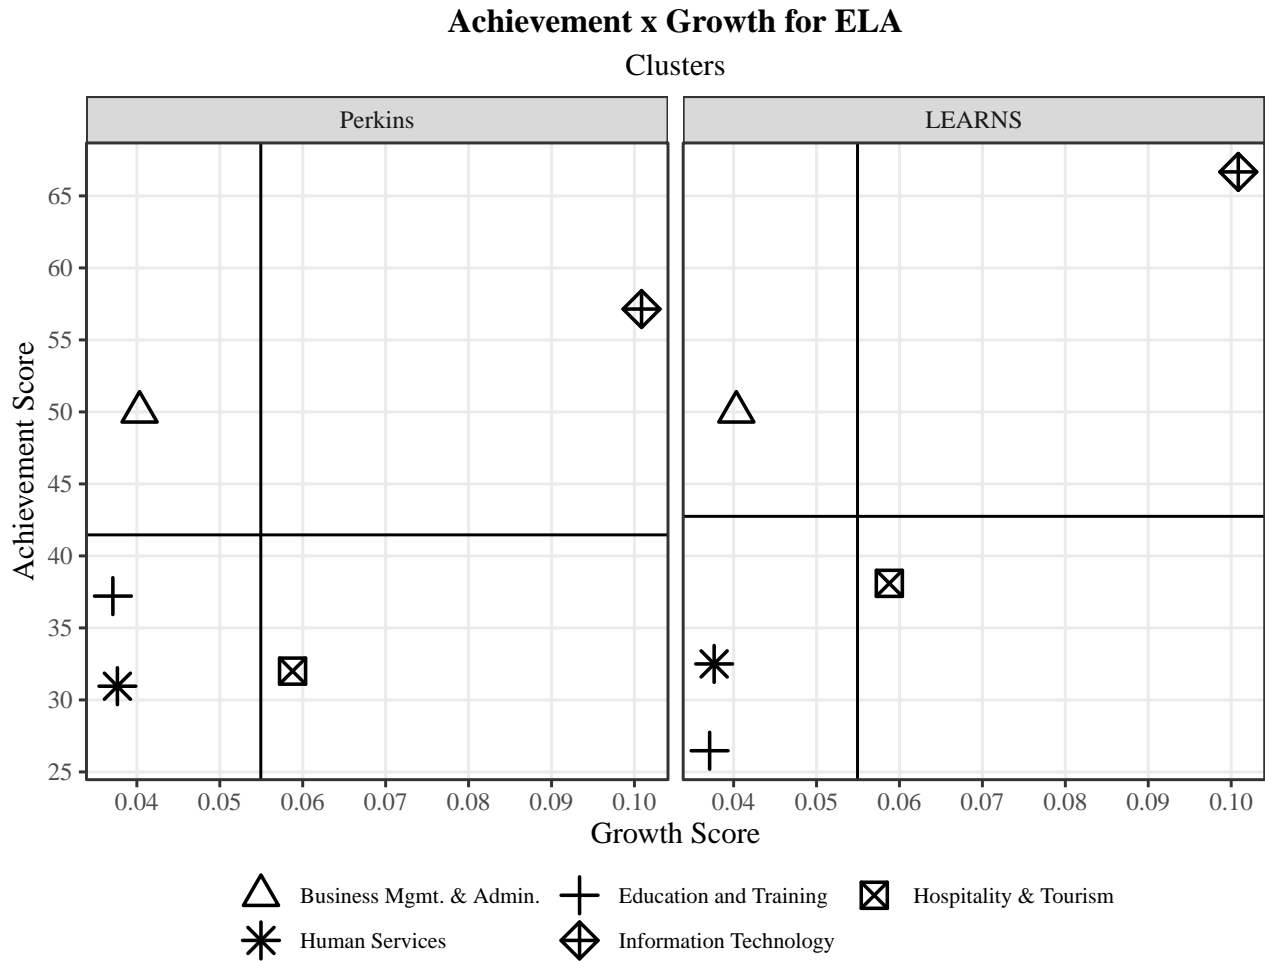 Achievement x Growth for ELA
Clusters
Perkins
LEARNS
Achievement Score
65
60
55
50
45
40
35
30
25
0.04 0.05 0.06 0.07 0.08 0.09 0.10
0.04 0.05 0.06 0.07 0.08 0.09 0.10
Growth Score
Business Mgmt. & Admin. Education and Training Hospitality & Tourism
Human Services Information Technology